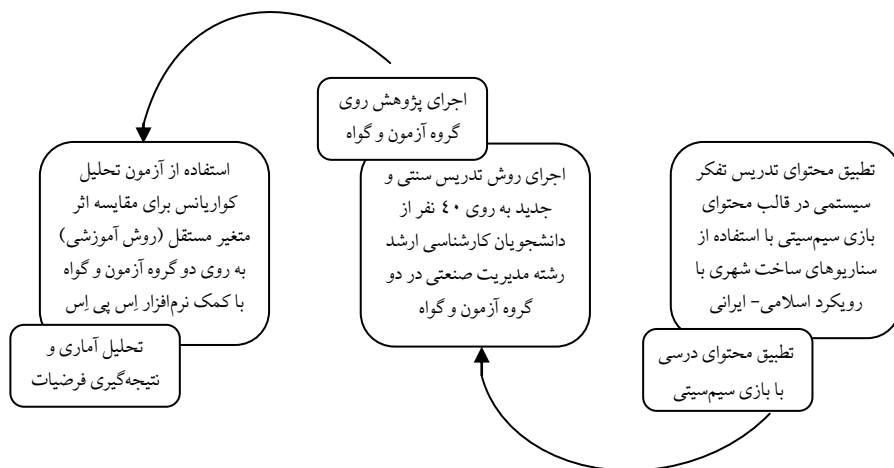 تطبیق محتوای تدریس تفکر
سیستمی در قالب محتوای
بازی سیم‌سیتی با استفاده از
سناریوهای ساخت شهری با
رویکرد اسلامی- ایرانی
تطبیق محتوای درسی
با بازی سیم‌سیتی
اجرای پژوهش روی
گروه آزمون و گواه
اجرای روش تدریس سنتی و
جدید به روی ٤٠ نفر از
دانشجویان کارشناسی ارشد
رشته مدیریت صنعتی در دو
گروه آزمون و گواه
استفاده از آزمون تحلیل
کواریانس برای مقایسه اثر
متغیر مستقل (روش آموزشی)
به روی دو گروه آزمون و گواه
با کمک نرم‌افزار اِس پی اِس
تحلیل آماری و
نتیجه‌گیری فرضیات